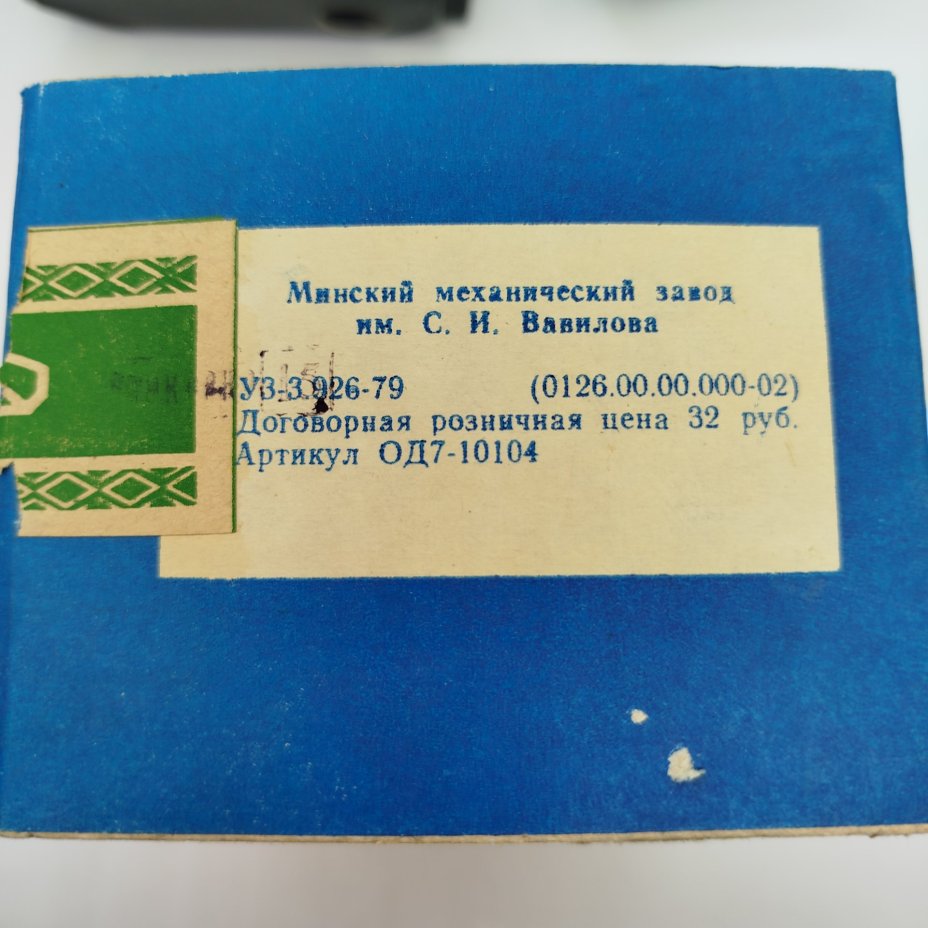 Минский механический завод
им. С. И. Вавилова
УЗ-3.926-79 (0126.00.00.000-02)
Договорная розничная цена 32 руб.
Артикул ОД7-10104